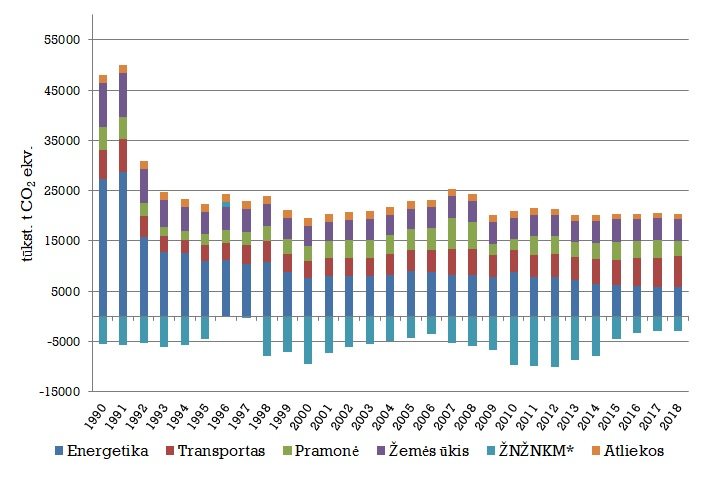 tūkst. t CO₂ ekv.
55000
45000
35000
25000
15000
5000
-5000
-15000
1990 1991 1992 1993 1994 1995 1996 1997 1998 1999 2000 2001 2002 2003 2004 2005 2006 2007 2008 2009 2010 2011 2012 2013 2014 2015 2016 2017 2018
Energetika Transportas Pramonė Žemės ūkis ŽNŽNKM* Atliekos